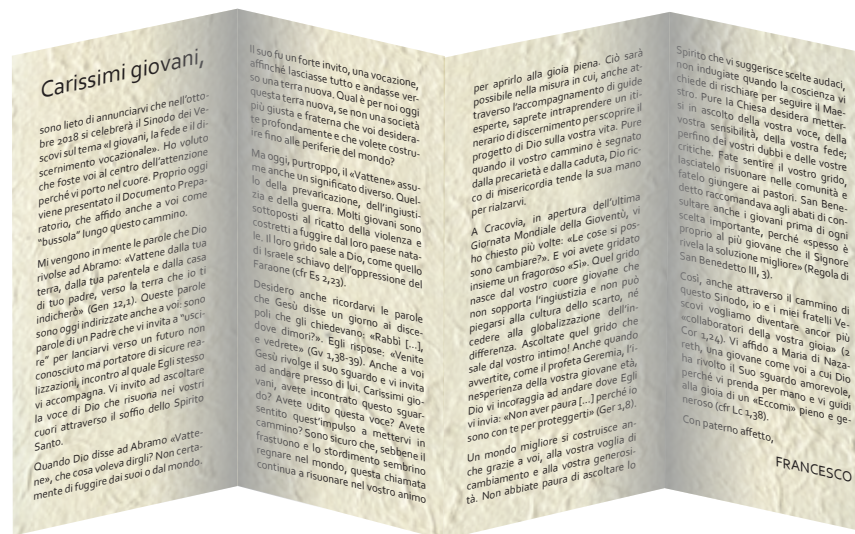 Carissimi giovani,
sono lieto di annunciarvi che nell'otto-
bre 2018 si celebrerà il Sinodo dei Ve-
scovi sul tema «I giovani, la fede e il di-
scernimento vocazionale». Ho voluto
che foste voi al centro dell'attenzione
perché vi porto nel cuore. Proprio oggi
viene presentato il Documento Prepa-
ratorio, che affido anche a voi come
"bussola" lungo questo cammino.
Mi vengono in mente le parole che Dio
rivolse ad Abramo: «Vattene dalla tua
terra, dalla tua parentela e dalla casa
di tuo padre, verso la terra che io ti
indicherò» (Gen 12,1). Queste parole
sono oggi indirizzate anche a voi: sono
parole di un Padre che vi invita a "usci-
re" per lanciarvi verso un futuro non
conosciuto ma portatore di sicure rea-
lizzazioni, incontro al quale Egli stesso
vi accompagna. Vi invito ad ascoltare
la voce di Dio che risuona nei vostri
cuori attraverso il soffio dello Spirito
Santo.
Quando Dio disse ad Abramo «Vatte-
ne», che cosa voleva dirgli? Non certa-
mente di fuggire dai suoi o dal mondo.
Il suo fu un forte invito, una vocazione,
affinché lasciasse tutto e andasse ver-
so una terra nuova. Qual è per noi oggi
questa terra nuova, se non una società
più giusta e fraterna che voi desidera-
te profondamente e che volete costru-
ire fino alle periferie del mondo?
Ma oggi, purtroppo, il «Vattene» assu-
me anche un significato diverso. Quel-
lo della prevaricazione, dell'ingiusti-
zia e della guerra. Molti giovani sono
sottoposti al ricatto della violenza e
costretti a fuggire dal loro paese nata-
le. Il loro grido sale a Dio, come quello
di Israele schiavo dell'oppressione del
Faraone (cfr Es 2,23).
Desidero anche ricordarvi le parole
che Gesù disse un giorno ai disce-
poli che gli chiedevano: «Rabbì [...],
dove dimori?». Egli rispose: «Venite
e vedrete» (Gv 1,38-39). Anche a voi
Gesù rivolge il suo sguardo e vi invita
ad andare presso di lui. Carissimi gio-
vani, avete incontrato questo sguar-
do? Avete udito questa voce? Avete
sentito quest'impulso a mettervi in
cammino? Sono sicuro che, sebbene il
frastuono e lo stordimento sembrino
regnare nel mondo, questa chiamata
continua a risuonare nel vostro animo
per aprirlo alla gioia piena. Ciò sarà
possibile nella misura in cui, anche at-
traverso l'accompagnamento di guide
esperte, saprete intraprendere un iti-
nerario di discernimento per scoprire il
progetto di Dio sulla vostra vita. Pure
quando il vostro cammino è segnato
dalla precarietà e dalla caduta, Dio ric-
co di misericordia tende la sua mano
per rialzarvi.
A Cracovia, in apertura dell'ultima
Giornata Mondiale della Gioventù, vi
ho chiesto più volte: «Le cose si pos-
sono cambiare?». E voi avete gridato
insieme un fragoroso «Sì». Quel grido
nasce dal vostro cuore giovane che
non sopporta l'ingiustizia e non può
piegarsi alla cultura dello scarto, né
cedere alla globalizzazione dell'in-
differenza. Ascoltate quel grido che
sale dal vostro intimo! Anche quando
avvertite, come il profeta Geremia, l'i-
nesperienza della vostra giovane età,
Dio vi incoraggia ad andare dove Egli
vi invia: «Non aver paura [...] perché io
sono con te per proteggerti» (Ger 1,8).
Un mondo migliore si costruisce an-
che grazie a voi, alla vostra voglia di
cambiamento e alla vostra generosi-
tà. Non abbiate paura di ascoltare lo
Spirito che vi suggerisce scelte audaci,
non indugiate quando la coscienza vi
chiede di rischiare per seguire il Mae-
stro. Pure la Chiesa desidera metter-
si in ascolto della vostra voce, della
vostra sensibilità, della vostra fede;
perfino dei vostri dubbi e delle vostre
critiche. Fate sentire il vostro grido,
lasciatelo risuonare nelle comunità e
fatelo giungere ai pastori. San Bene-
detto raccomandava agli abati di con-
sultare anche i giovani prima di ogni
scelta importante, perché «spesso è
proprio al più giovane che il Signore
rivela la soluzione migliore» (Regola di
San Benedetto III, 3).
Così, anche attraverso il cammino di
questo Sinodo, io e i miei fratelli Ve-
scovi vogliamo diventare ancor più
«collaboratori della vostra gioia» (2
Cor 1,24). Vi affido a Maria di Naza-
reth, una giovane come voi a cui Dio
ha rivolto il Suo sguardo amorevole,
perché vi prenda per mano e vi guidi
alla gioia di un «Eccomi» pieno e ge-
neroso (cfr Lc 1,38).
Con paterno affetto,
FRANCESCO